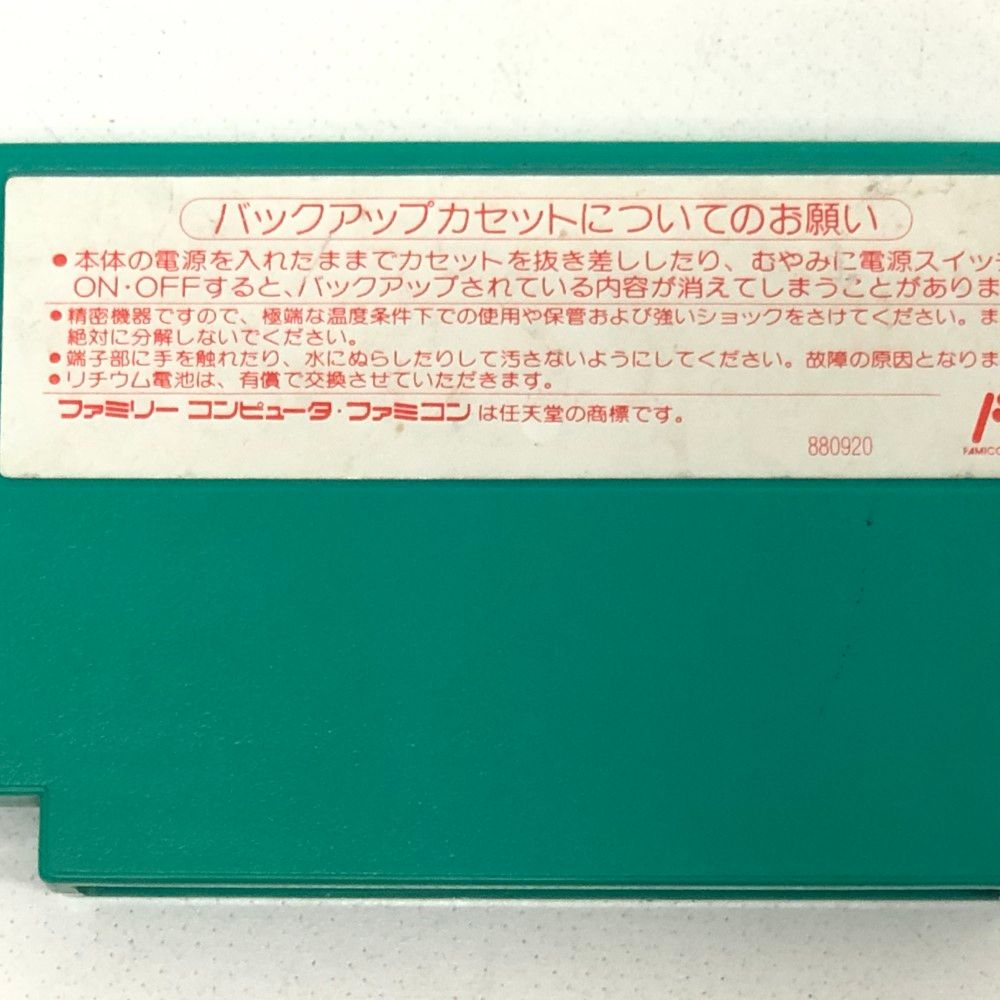 バックアップカセットについてのお願い
●本体の電源を入れたままでカセットを抜き差ししたり、むやみに電源スイッ
ON・OFFすると、バックアップされている内容が消えてしまうことがありま
●精密機器ですので、極端な温度条件下での使用や保管および強いショックをさけてください。ま
絶対に分解しないでください。
●端子部に手を触れたり、水にぬらしたりして汚さないようにしてください。故障の原因となりま
●リチウム電池は、有償で交換させていただきます。
ファミリー コンピュータ・ファミコン は任天堂の商標です。
880920
FAMICO